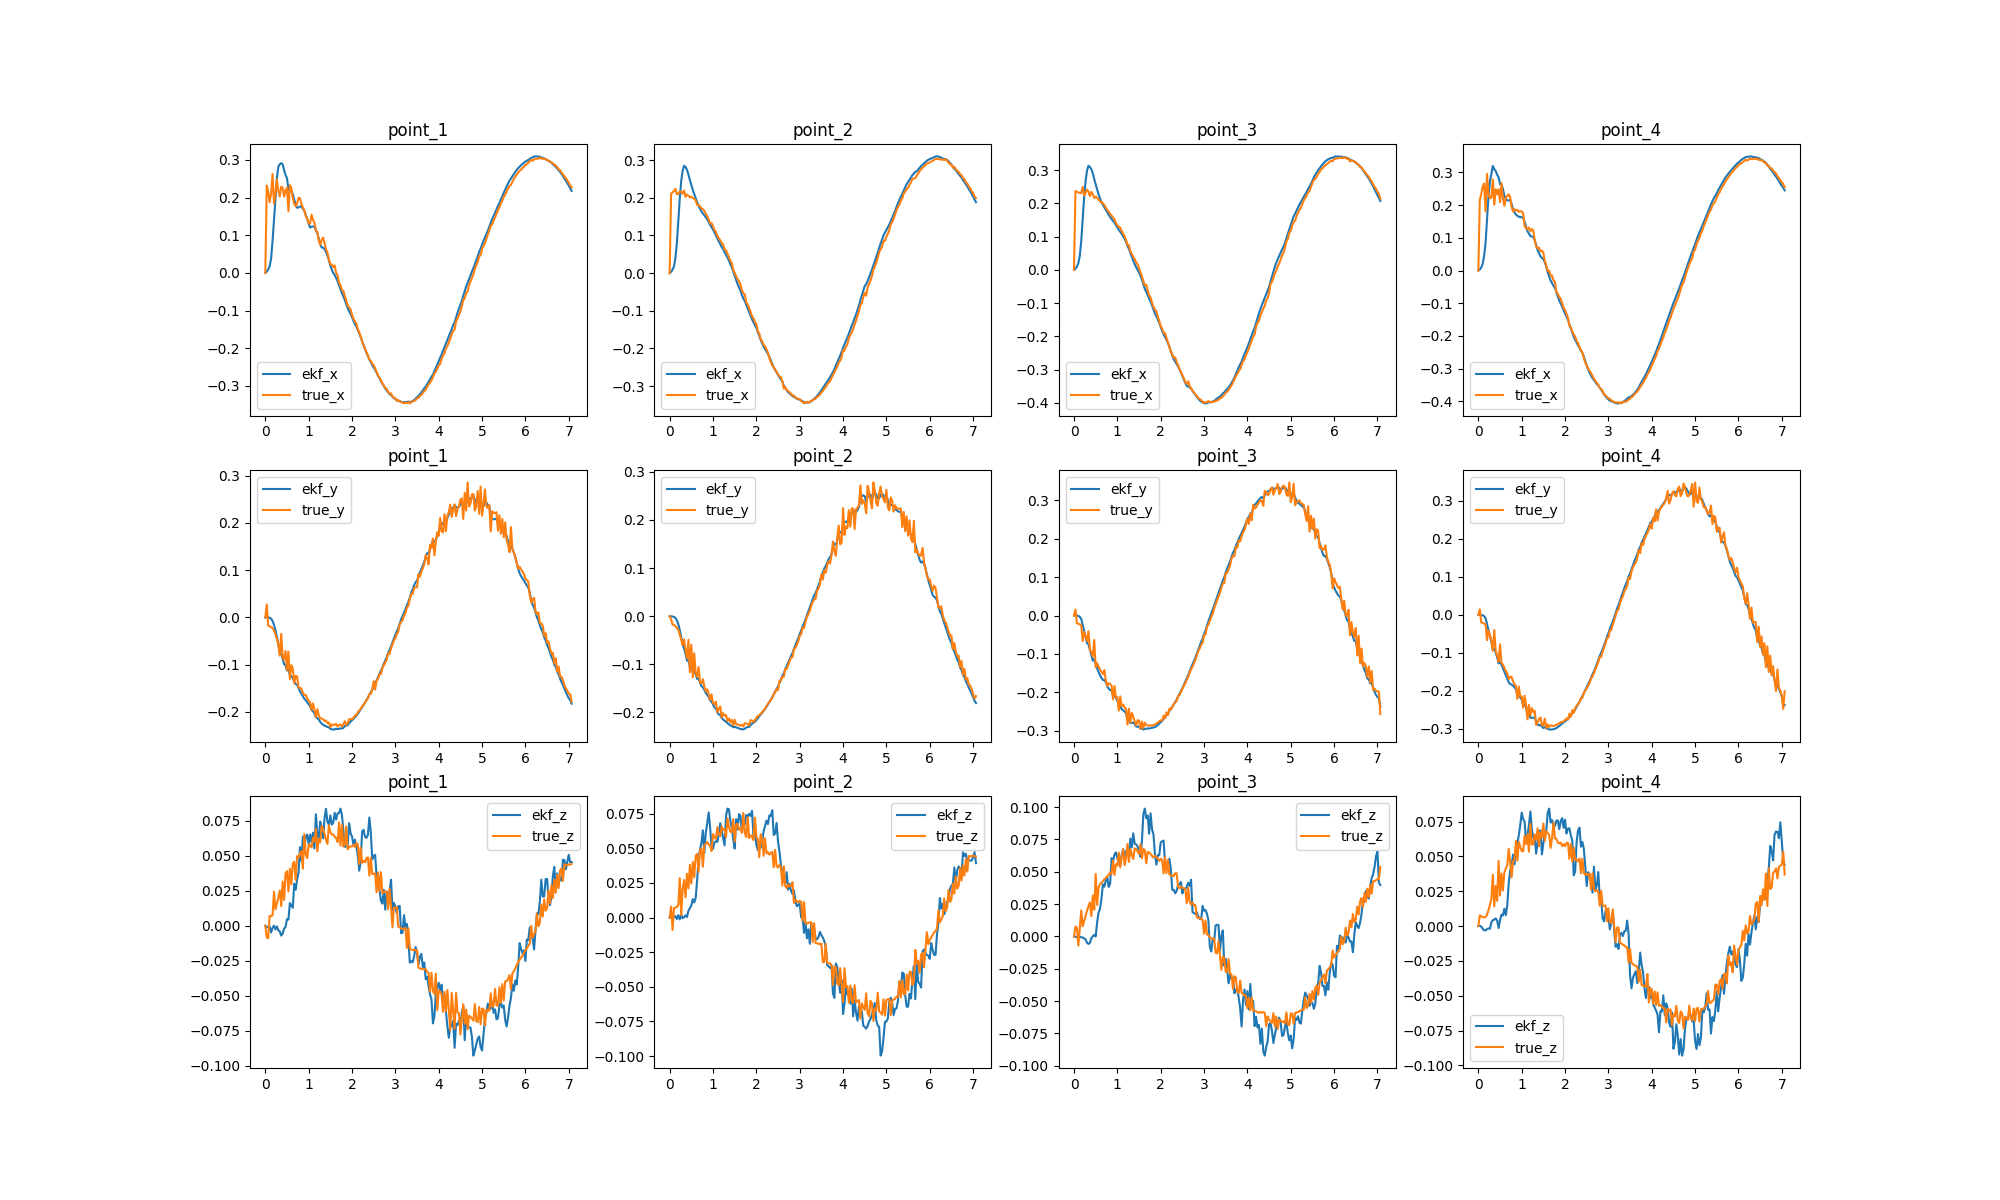 point_1 point_2 point_3 point_4
0.3 0.3 0.3 0.3
0.2 0.2 0.2 0.2
0.1 0.1 0.1 0.1
0.0 0.0 0.0 0.0
−0.1 −0.1 −0.1 −0.1
−0.2 −0.2 −0.2 −0.2
−0.3 −0.3 −0.3 −0.3
−0.4 −0.4
ekf_x ekf_x ekf_x ekf_x
true_x true_x true_x true_x
0 1 2 3 4 5 6 7 0 1 2 3 4 5 6 7 0 1 2 3 4 5 6 7 0 1 2 3 4 5 6 7
point_1 point_2 point_3 point_4
ekf_y ekf_y ekf_y ekf_y
true_y true_y true_y true_y
0.3 0.3 0.3 0.3
0.2 0.2 0.2 0.2
0.1 0.1 0.1 0.1
0.0 0.0 0.0 0.0
−0.1 −0.1 −0.1 −0.1
−0.2 −0.2 −0.2 −0.2
−0.3 −0.3
0 1 2 3 4 5 6 7 0 1 2 3 4 5 6 7 0 1 2 3 4 5 6 7 0 1 2 3 4 5 6 7
point_1 point_2 point_3 point_4
ekf_z ekf_z ekf_z ekf_z
true_z true_z true_z true_z
0.100
0.075 0.075 0.075 0.075
0.050 0.050 0.050 0.050
0.025 0.025 0.025 0.025
0.000 0.000 0.000 0.000
−0.025 −0.025 −0.025 −0.025
−0.050 −0.050 −0.050 −0.050
−0.075 −0.075 −0.075 −0.075
−0.100 −0.100 −0.100 −0.100
0 1 2 3 4 5 6 7 0 1 2 3 4 5 6 7 0 1 2 3 4 5 6 7 0 1 2 3 4 5 6 7